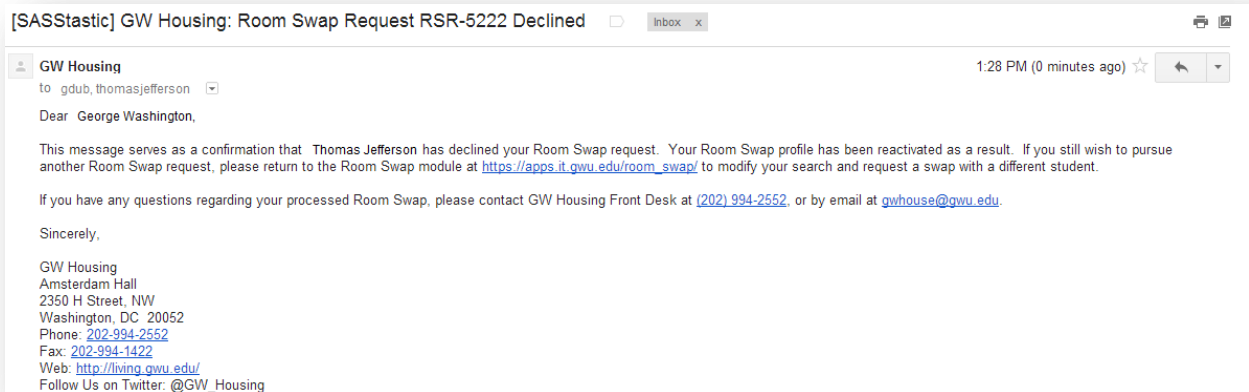 [SASStastic] GW Housing: Room Swap Request RSR-5222 Declined Inbox x
GW Housing 1:28 PM (0 minutes ago)
to gdub, thomasjefferson
Dear George Washington,
This message serves as a confirmation that Thomas Jefferson has declined your Room Swap request. Your Room Swap profile has been reactivated as a result. If you still wish to pursue
another Room Swap request, please return to the Room Swap module at https://apps.it.gwu.edu/room_swap/ to modify your search and request a swap with a different student.
If you have any questions regarding your processed Room Swap, please contact GW Housing Front Desk at (202) 994-2552, or by email at gwhouse@gwu.edu.
Sincerely,
GW Housing
Amsterdam Hall
2350 H Street, NW
Washington, DC 20052
Phone: 202-994-2552
Fax: 202-994-1422
Web: http://living.gwu.edu/
Follow Us on Twitter: @GW_Housing